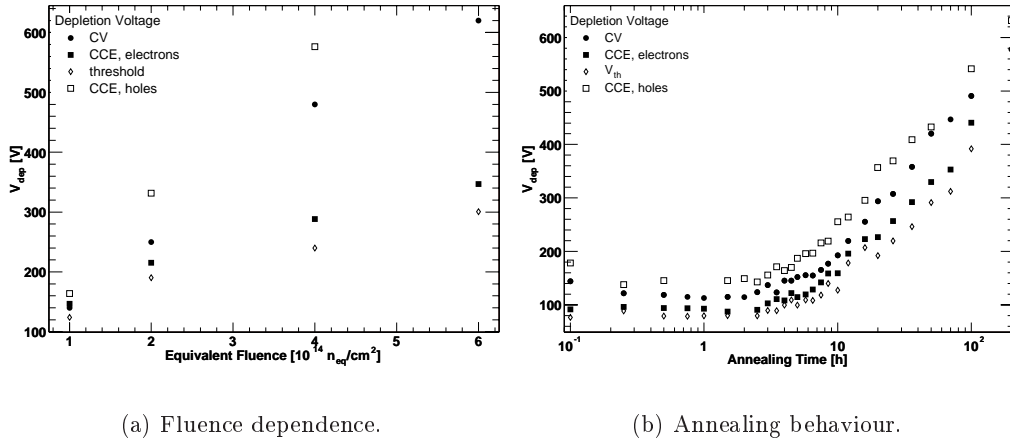 Depletion Voltage
CV
CCE, electrons
threshold
CCE, holes
V_dep [V]
600
500
400
300
200
100
1 2 3 4 5 6
Equivalent Fluence [10^14 n_eq/cm^2]
(a) Fluence dependence.
Depletion Voltage
CV
CCE, electrons
V_th
CCE, holes
V_dep [V]
600
500
400
300
200
100
10^-1 1 10 10^2
Annealing Time [h]
(b) Annealing behaviour.